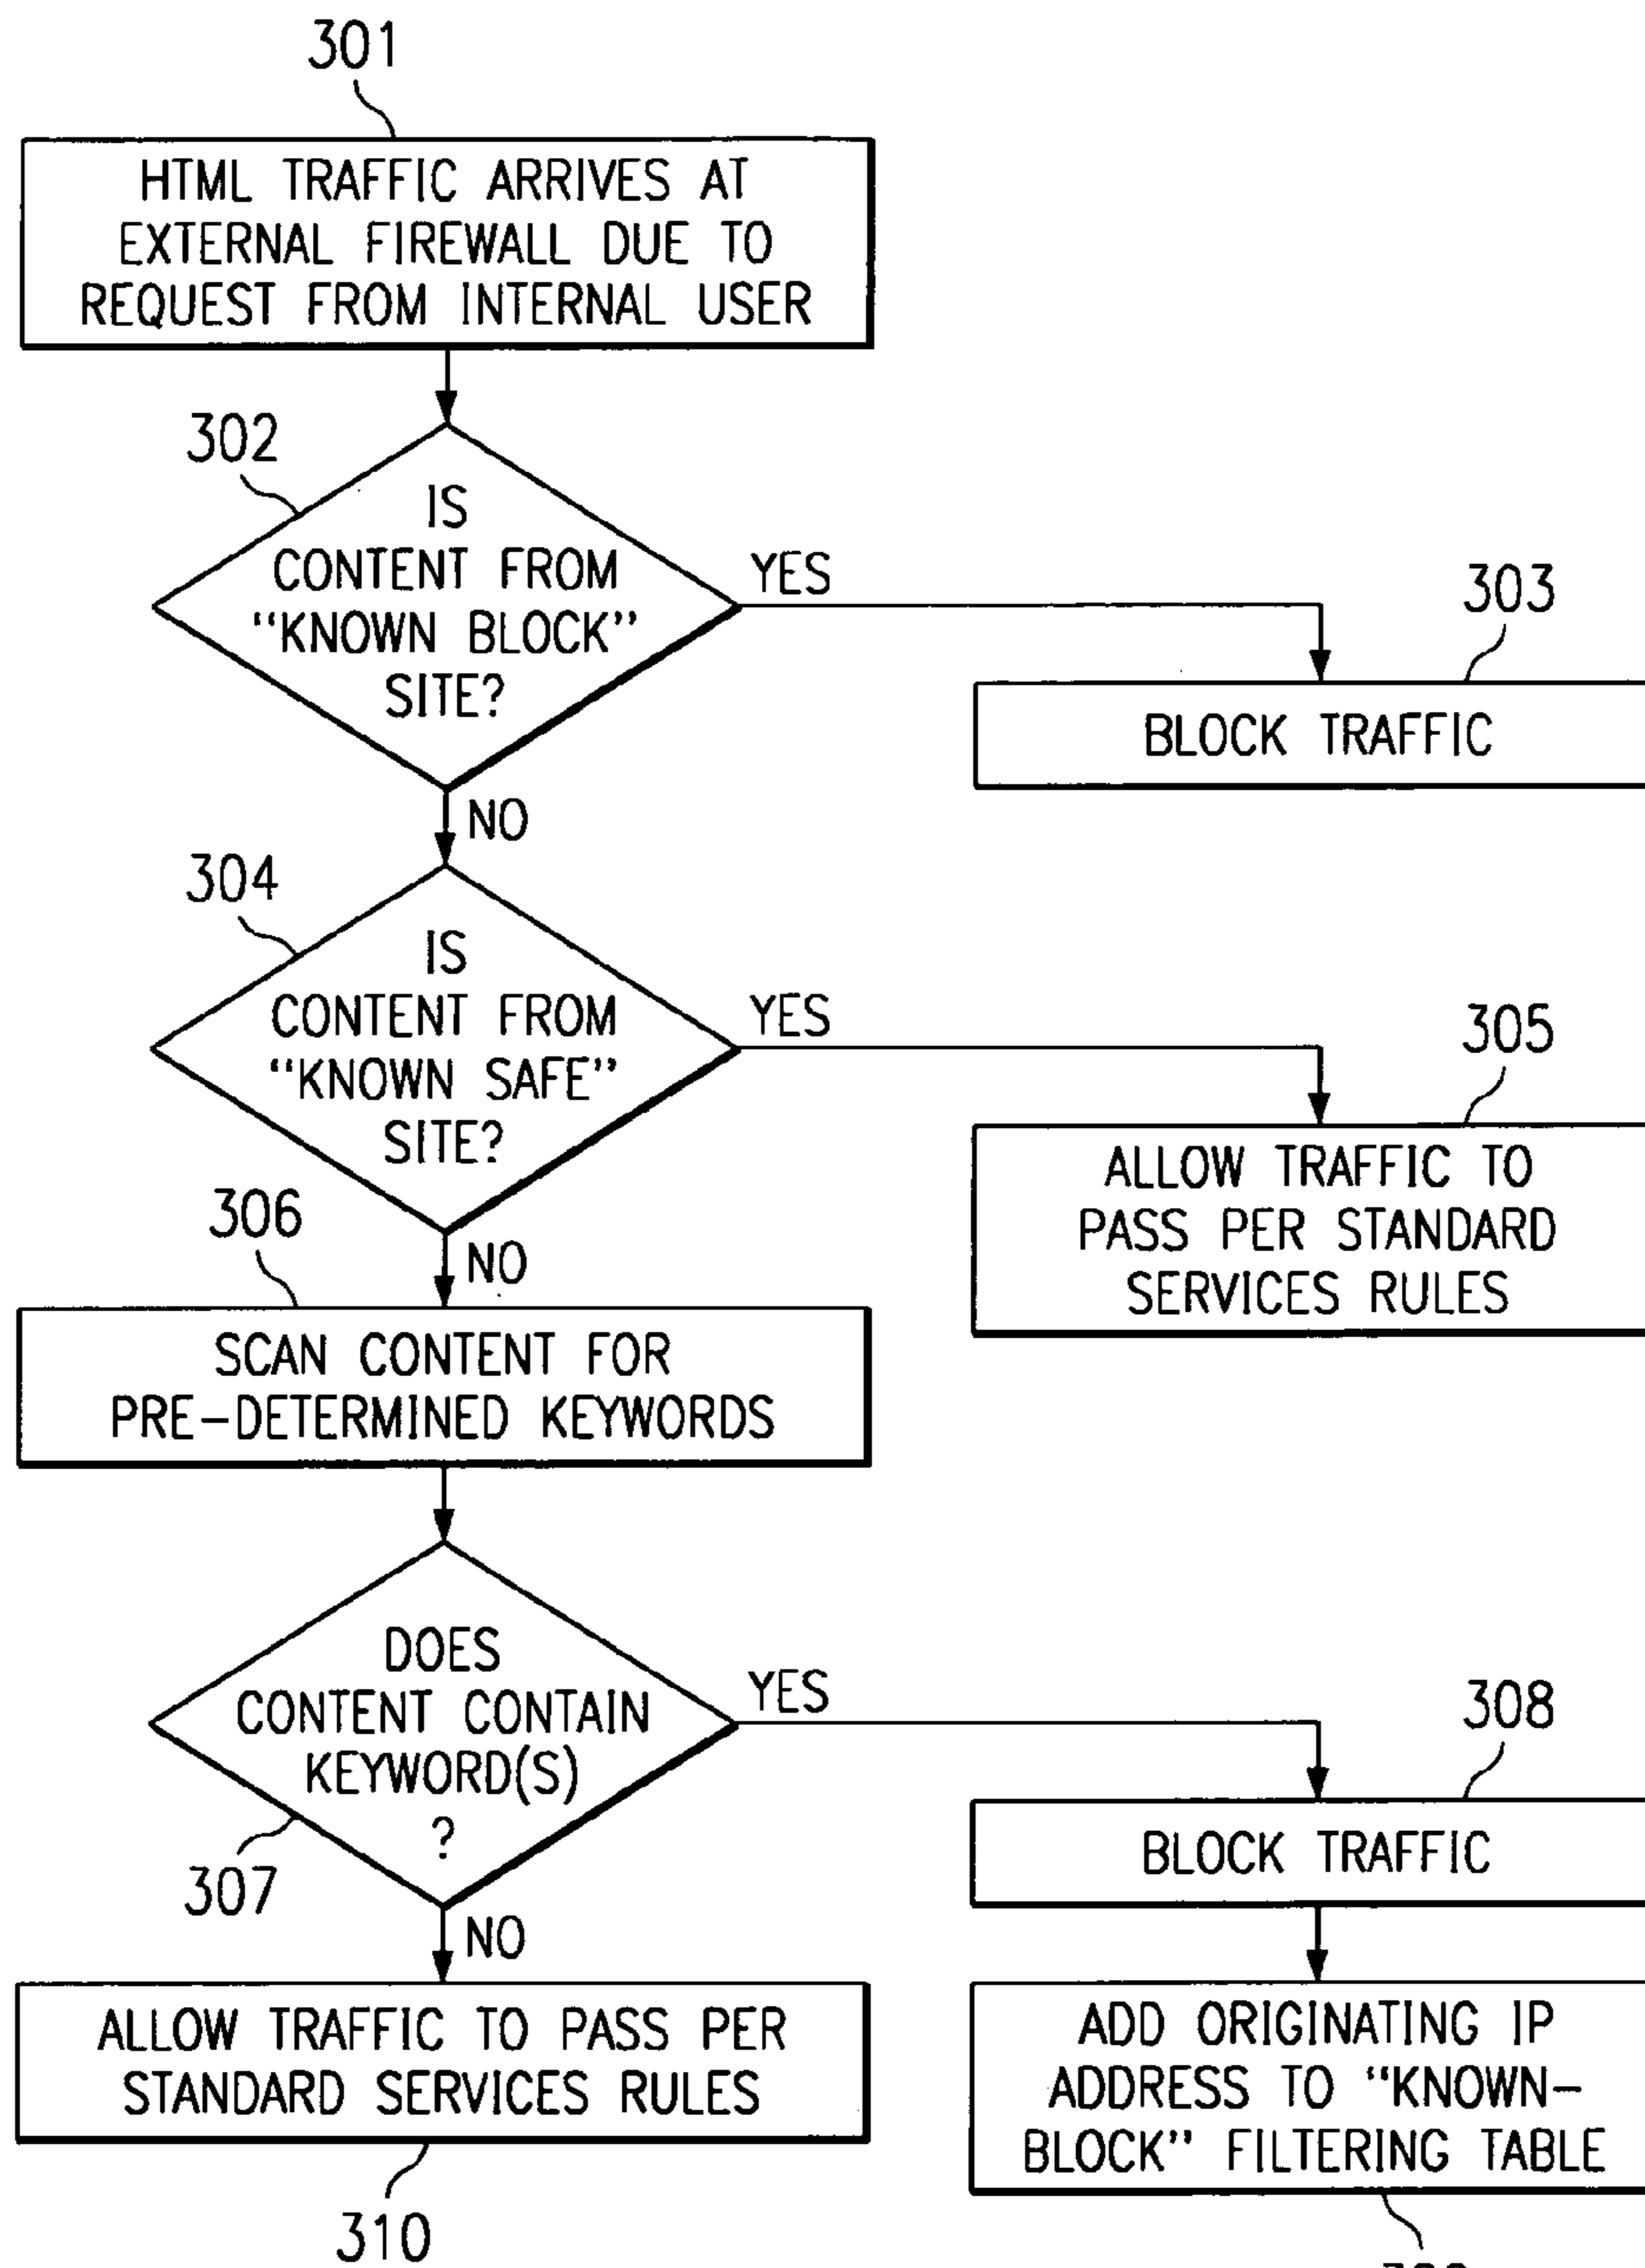 301
HTML TRAFFIC ARRIVES AT
EXTERNAL FIREWALL DUE TO
REQUEST FROM INTERNAL USER
302
IS
CONTENT FROM
“KNOWN BLOCK”
SITE?
YES
303
BLOCK TRAFFIC
NO
304
IS
CONTENT FROM
“KNOWN SAFE”
SITE?
YES
305
ALLOW TRAFFIC TO
PASS PER STANDARD
SERVICES RULES
NO
306
SCAN CONTENT FOR
PRE-DETERMINED KEYWORDS
DOES
CONTENT CONTAIN
KEYWORD(S)
?
307
YES
308
BLOCK TRAFFIC
NO
ALLOW TRAFFIC TO PASS PER
STANDARD SERVICES RULES
310
ADD ORIGINATING IP
ADDRESS TO “KNOWN-
BLOCK” FILTERING TABLE